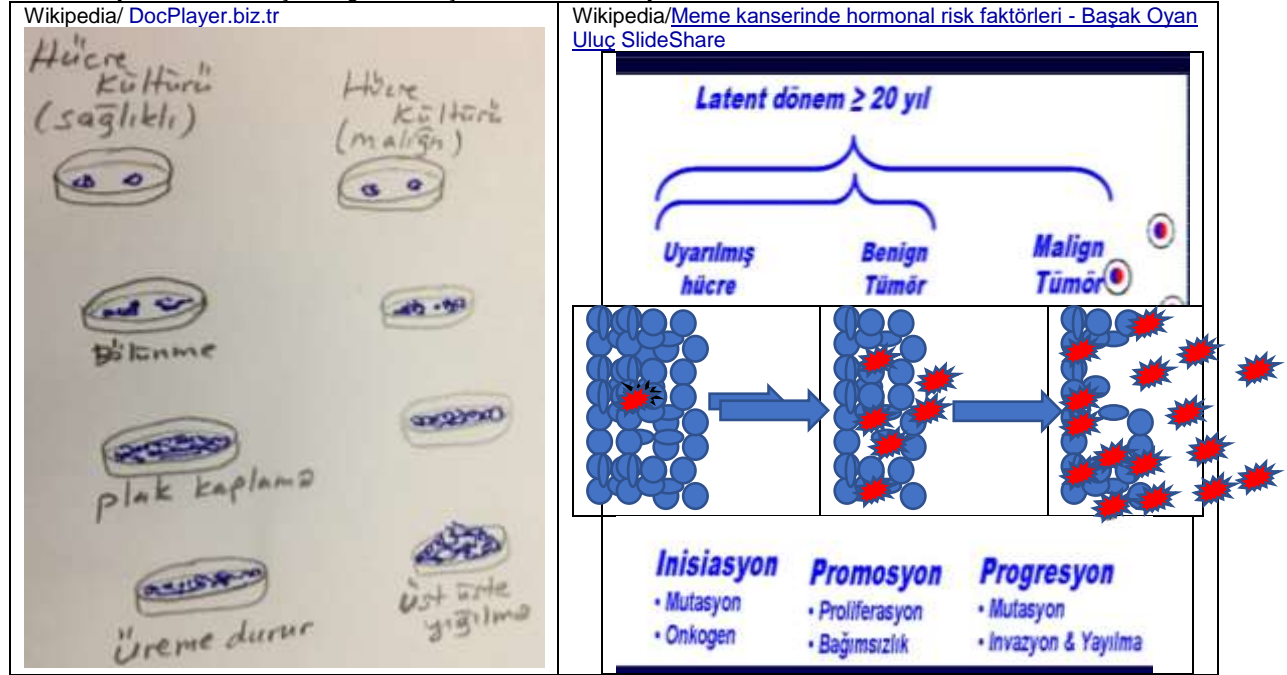 Wikipedia/ DocPlayer.biz.tr
Hücre
Kültürü
(sağlıklı)
Hücre
Kültürü
(malign)
Bölünme
plak kaplama
Üreme durur
üst üste
yığılma
Wikipedia/Meme kanserinde hormonal risk faktörleri - Başak Oyan
Uluç SlideShare
Latent dönem ≥ 20 yıl
Uyarılmış
hücre
Benign
Tümör
Malign
Tümör
Inisiasyon
• Mutasyon
• Onkogen
Promosyon
• Proliferasyon
• Bağımsızlık
Progresyon
• Mutasyon
• Invazyon & Yayılma